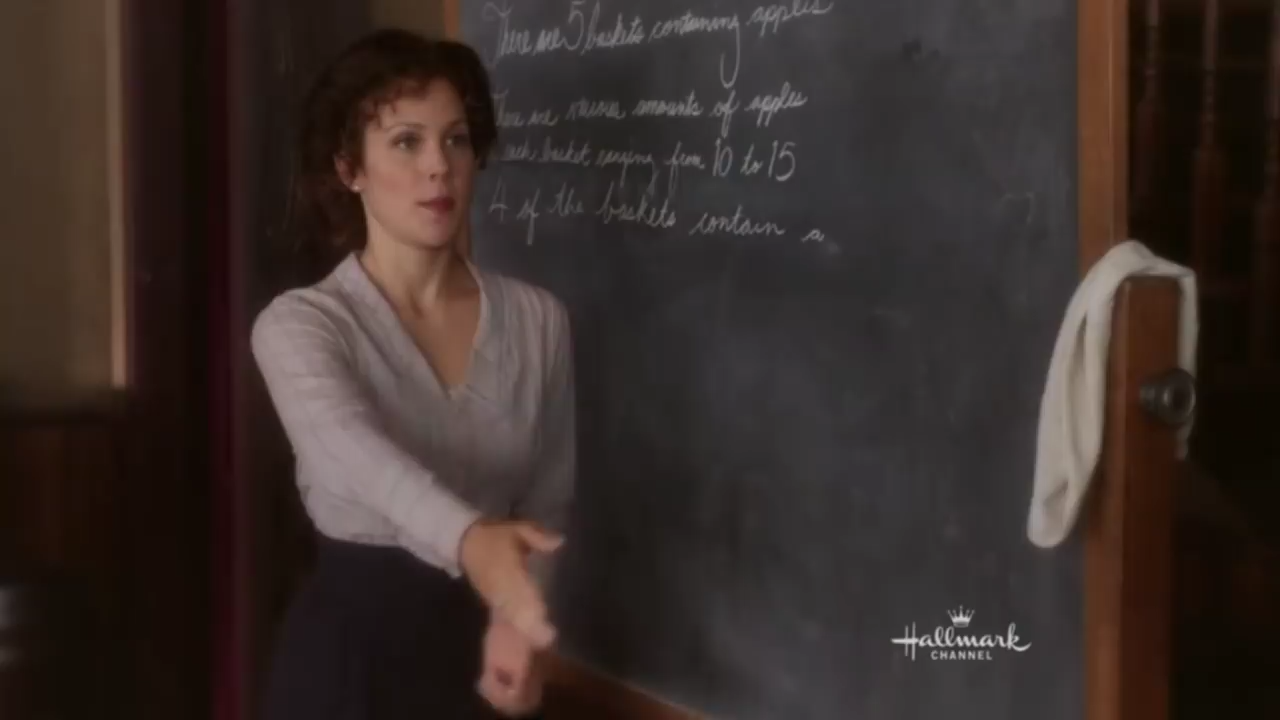 There are 5 baskets containing apples
There are various amounts of apples
each basket varying from 10 to 15
4 of the baskets contain a
Hallmark
CHANNEL